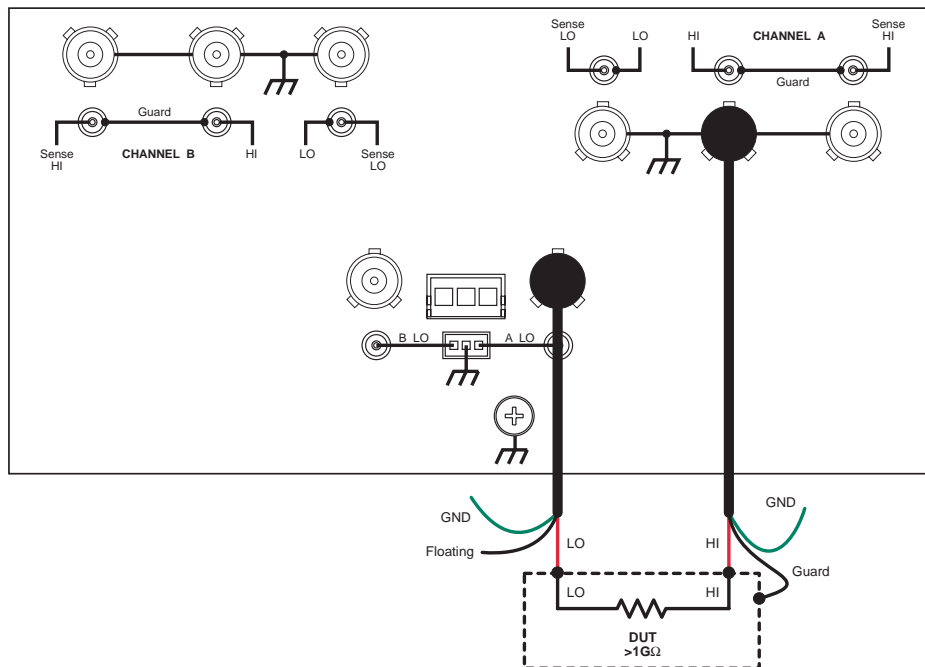 Sense
LO
LO
HI
CHANNEL A
Sense
HI
Guard
Guard
Sense
HI
CHANNEL B
HI
LO
Sense
LO
B LO
A LO
GND
Floating
LO
HI
GND
Guard
LO
HI
DUT
>1GΩ